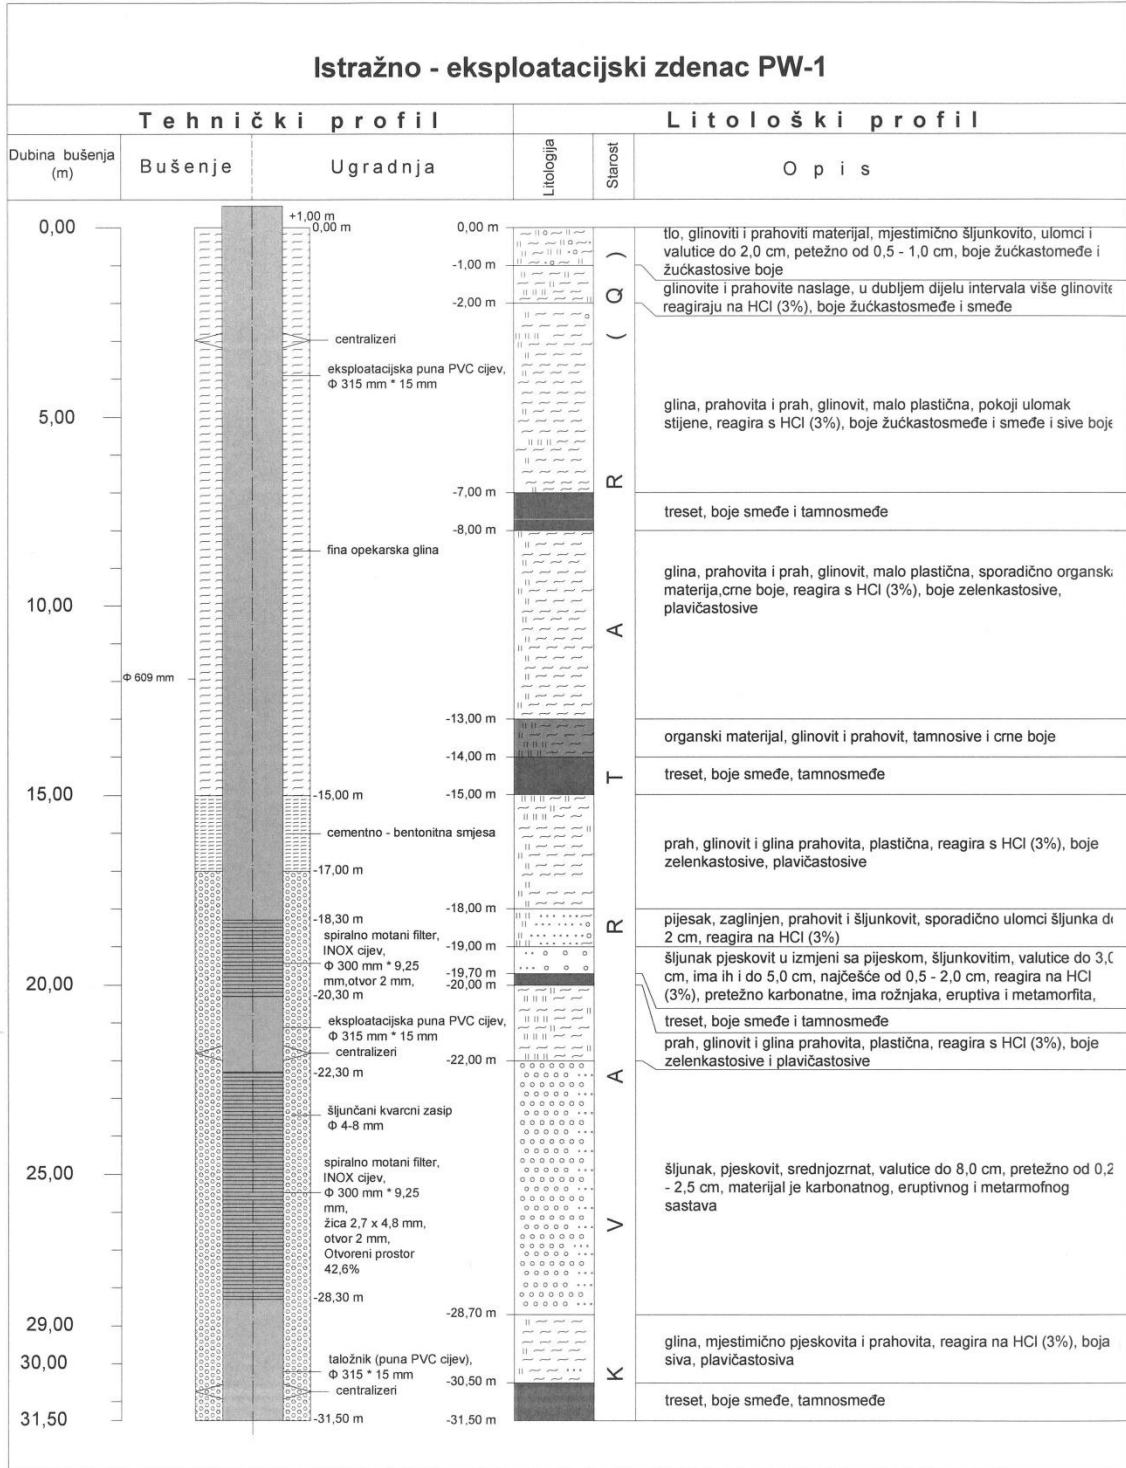 Istražno - eksploatacijski zdenac PW-1
Tehnički profil
Litološki profil
Dubina bušenja
(m)
Bušenje
Ugradnja
Litologija
Starost
Opis
0,00
5,00
10,00
15,00
20,00
25,00
29,00
30,00
31,50
Φ 609 mm
+1,00 m
0,00 m
centralizeri
eksploatacijska puna PVC cijev,
Φ 315 mm * 15 mm
fina opekarska glina
-15,00 m
cementno - bentonitna smjesa
-17,00 m
-18,30 m
spiralno motani filter,
INOX cijev,
Φ 300 mm * 9,25
mm,otvor 2 mm,
-20,30 m
eksploatacijska puna PVC cijev,
Φ 315 mm * 15 mm
centralizeri
-22,30 m
šljunčani kvarcni zasip
Φ 4-8 mm
spiralno motani filter,
INOX cijev,
Φ 300 mm * 9,25
mm,
žica 2,7 x 4,8 mm,
otvor 2 mm,
Otvoreni prostor
42,6%
-28,30 m
taložnik (puna PVC cijev),
Φ 315 * 15 mm
centralizeri
-31,50 m
0,00 m
-1,00 m
-2,00 m
-7,00 m
-8,00 m
-13,00 m
-14,00 m
-15,00 m
-18,00 m
-19,00 m
-19,70 m
-20,00 m
-22,00 m
-28,70 m
-30,50 m
-31,50 m
KVARTAR (Q)
tlo, glinoviti i prahoviti materijal, mjestimično šljunkovito, ulomci i
valutice do 2,0 cm, petežno od 0,5 - 1,0 cm, boje žućkastomeđe i
žućkastosive boje
glinovite i prahovite naslage, u dubljem dijelu intervala više glinovite
reagiraju na HCl (3%), boje žućkastosmeđe i smeđe
glina, prahovita i prah, glinovit, malo plastična, pokoji ulomak
stijene, reagira s HCl (3%), boje žućkastosmeđe i smeđe i sive boje
treset, boje smeđe i tamnosmeđe
glina, prahovita i prah, glinovit, malo plastična, sporadično organska
materija,crne boje, reagira s HCl (3%), boje zelenkastosive,
plavičastosive
organski materijal, glinovit i prahovit, tamnosive i crne boje
treset, boje smeđe, tamnosmeđe
prah, glinovit i glina prahovita, plastična, reagira s HCl (3%), boje
zelenkastosive, plavičastosive
pijesak, zaglinjen, prahovit i šljunkovit, sporadično ulomci šljunka do
2 cm, reagira na HCl (3%)
šljunak pjeskovit u izmjeni sa pijeskom, šljunkovitim, valutice do 3,0
cm, ima ih i do 5,0 cm, najčešće od 0,5 - 2,0 cm, reagira na HCl
(3%), pretežno karbonatne, ima rožnjaka, eruptiva i metamorfita,
treset, boje smeđe i tamnosmeđe
prah, glinovit i glina prahovita, plastična, reagira s HCl (3%), boje
zelenkastosive i plavičastosive
šljunak, pjeskovit, srednjozrnat, valutice do 8,0 cm, pretežno od 0,2
- 2,5 cm, materijal je karbonatnog, eruptivnog i metarmofnog
sastava
glina, mjestimično pjeskovita i prahovita, reagira na HCl (3%), boja
siva, plavičastosiva
treset, boje smeđe, tamnosmeđe